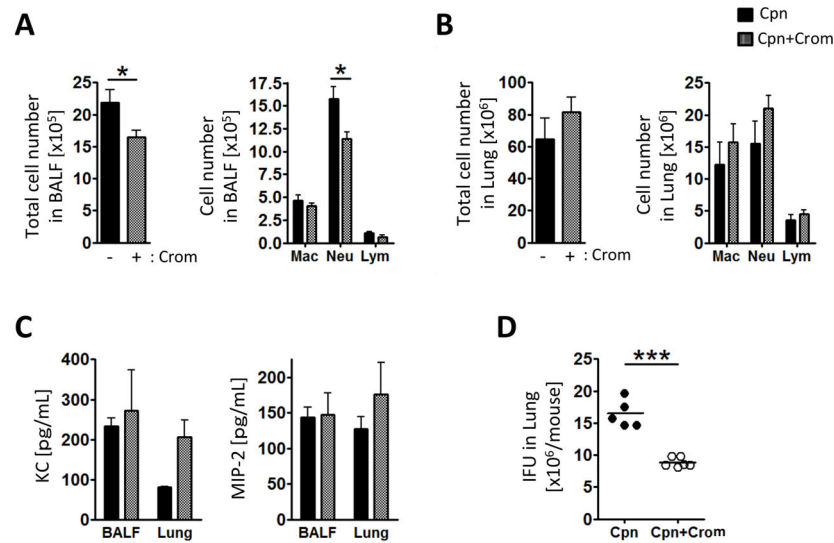 A
B
Cpn
Cpn+Crom
Total cell number
in BALF [x10⁵]
25
20
15
10
5
0
*
- + : Crom
Cell number
in BALF [x10⁵]
17.5
15.0
12.5
10.0
7.5
5.0
2.5
0.0
*
Mac Neu Lym
Total cell number
in Lung [x10⁶]
100
80
60
40
20
0
- + : Crom
Cell number
in Lung [x10⁶]
25
20
15
10
5
0
Mac Neu Lym
C
KC [pg/mL]
400
300
200
100
0
BALF Lung
MIP-2 [pg/mL]
150
100
50
0
BALF Lung
D
IFU in Lung
[x10⁶/mouse]
25
20
15
10
5
0
***
Cpn Cpn+Crom